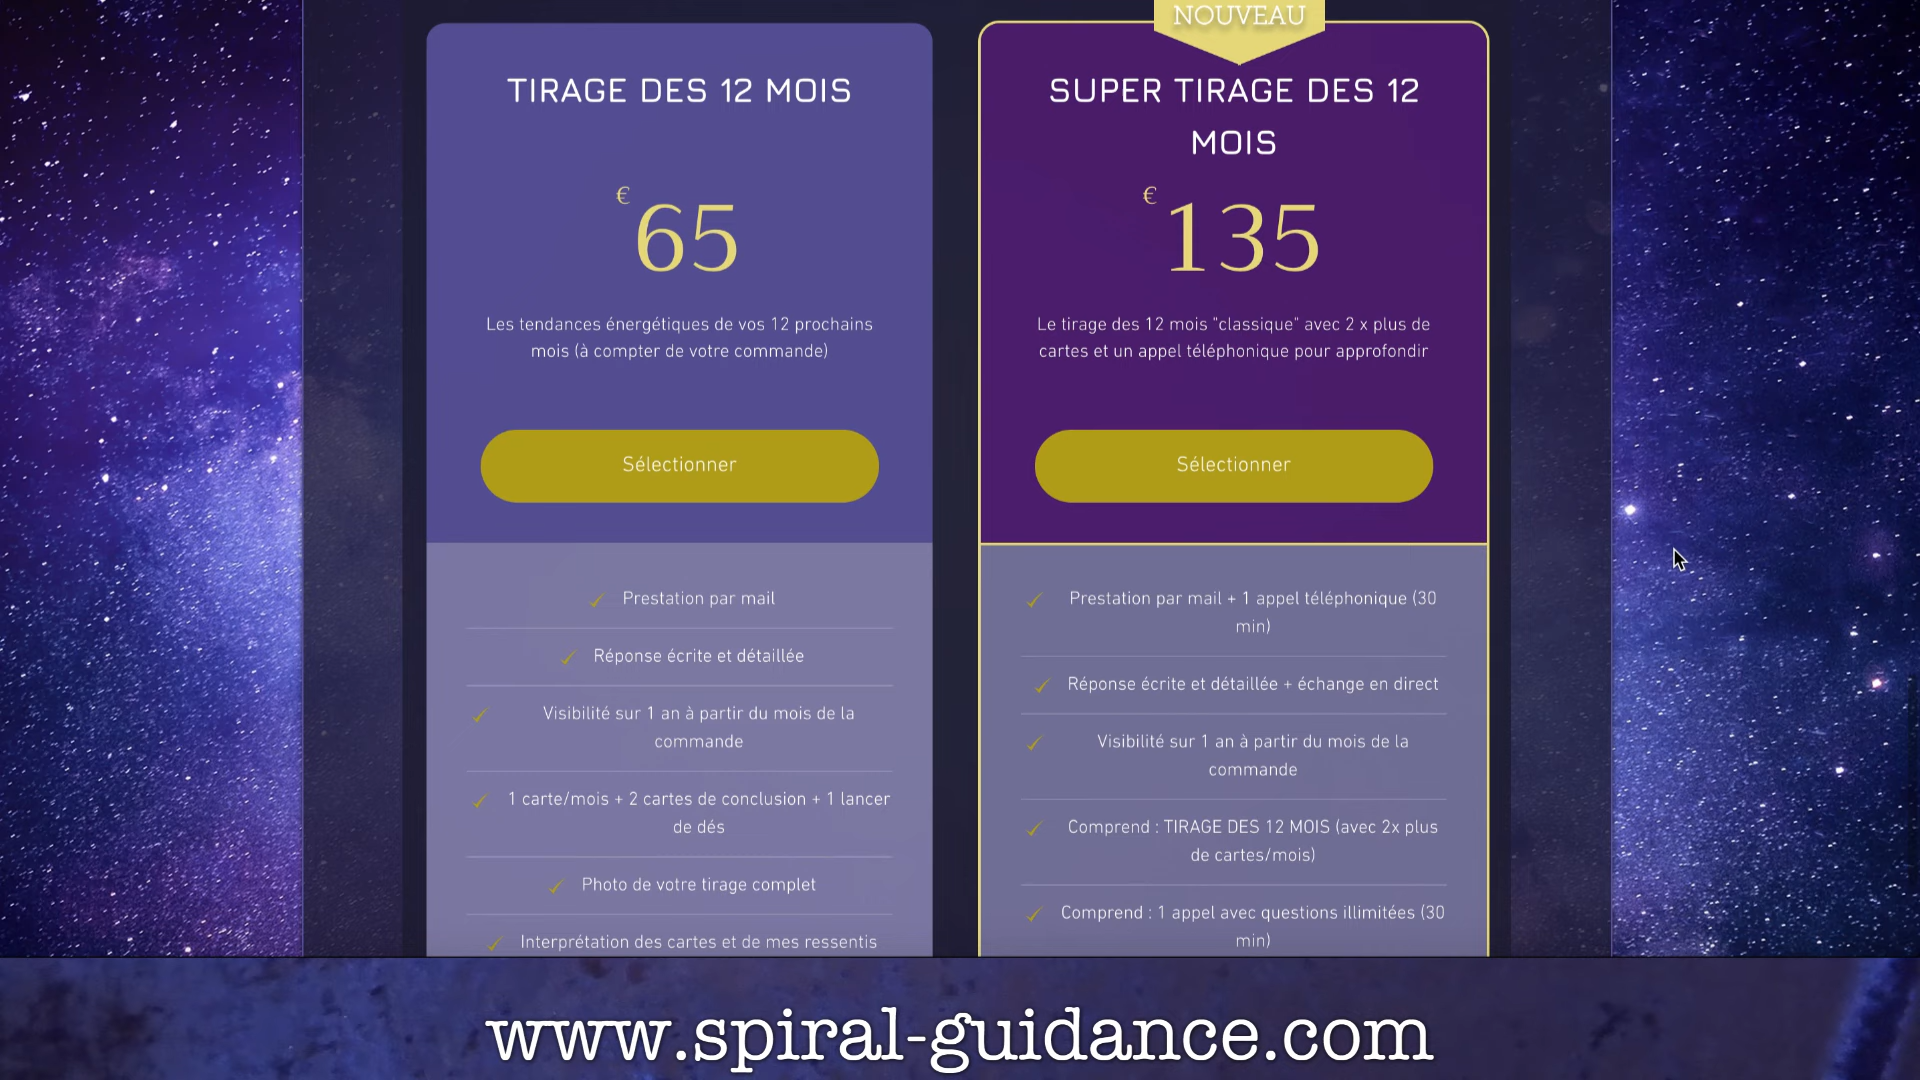 TIRAGE DES 12 MOIS
€
65
Les tendances énergétiques de vos 12 prochains
mois (à compter de votre commande)
Sélectionner
Prestation par mail
Réponse écrite et détaillée
Visibilité sur 1 an à partir du mois de la
commande
1 carte/mois + 2 cartes de conclusion + 1 lancer
de dés
Photo de votre tirage complet
Interprétation des cartes et de mes ressentis
NOUVEAU
SUPER TIRAGE DES 12
MOIS
€
135
Le tirage des 12 mois "classique" avec 2 x plus de
cartes et un appel téléphonique pour approfondir
Sélectionner
Prestation par mail + 1 appel téléphonique (30
min)
Réponse écrite et détaillée + échange en direct
Visibilité sur 1 an à partir du mois de la
commande
Comprend : TIRAGE DES 12 MOIS (avec 2x plus
de cartes/mois)
Comprend : 1 appel avec questions illimitées (30
min)
www.spiral-guidance.com